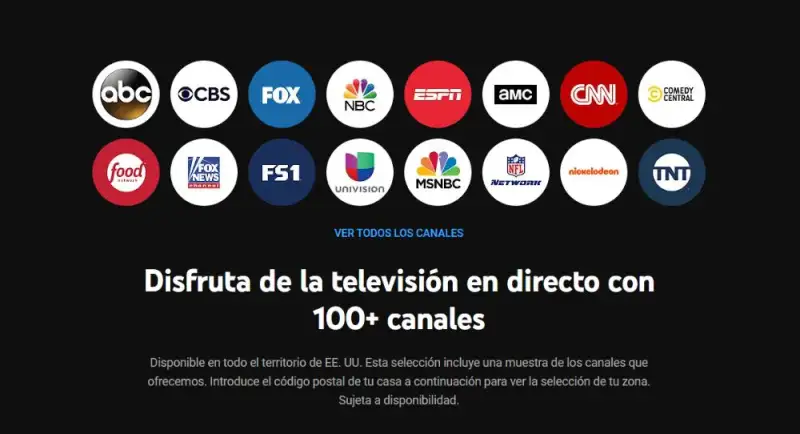 abc CBS FOX NBC ESPN aMC CNN COMEDY CENTRAL
food network FOX NEWS channel FS1 UNIVISION MSNBC NFL NETWORK nickelodeon TNT
VER TODOS LOS CANALES
Disfruta de la televisión en directo con
100+ canales
Disponible en todo el territorio de EE. UU. Esta selección incluye una muestra de los canales que
ofrecemos. Introduce el código postal de tu casa a continuación para ver la selección de tu zona.
Sujeta a disponibilidad.